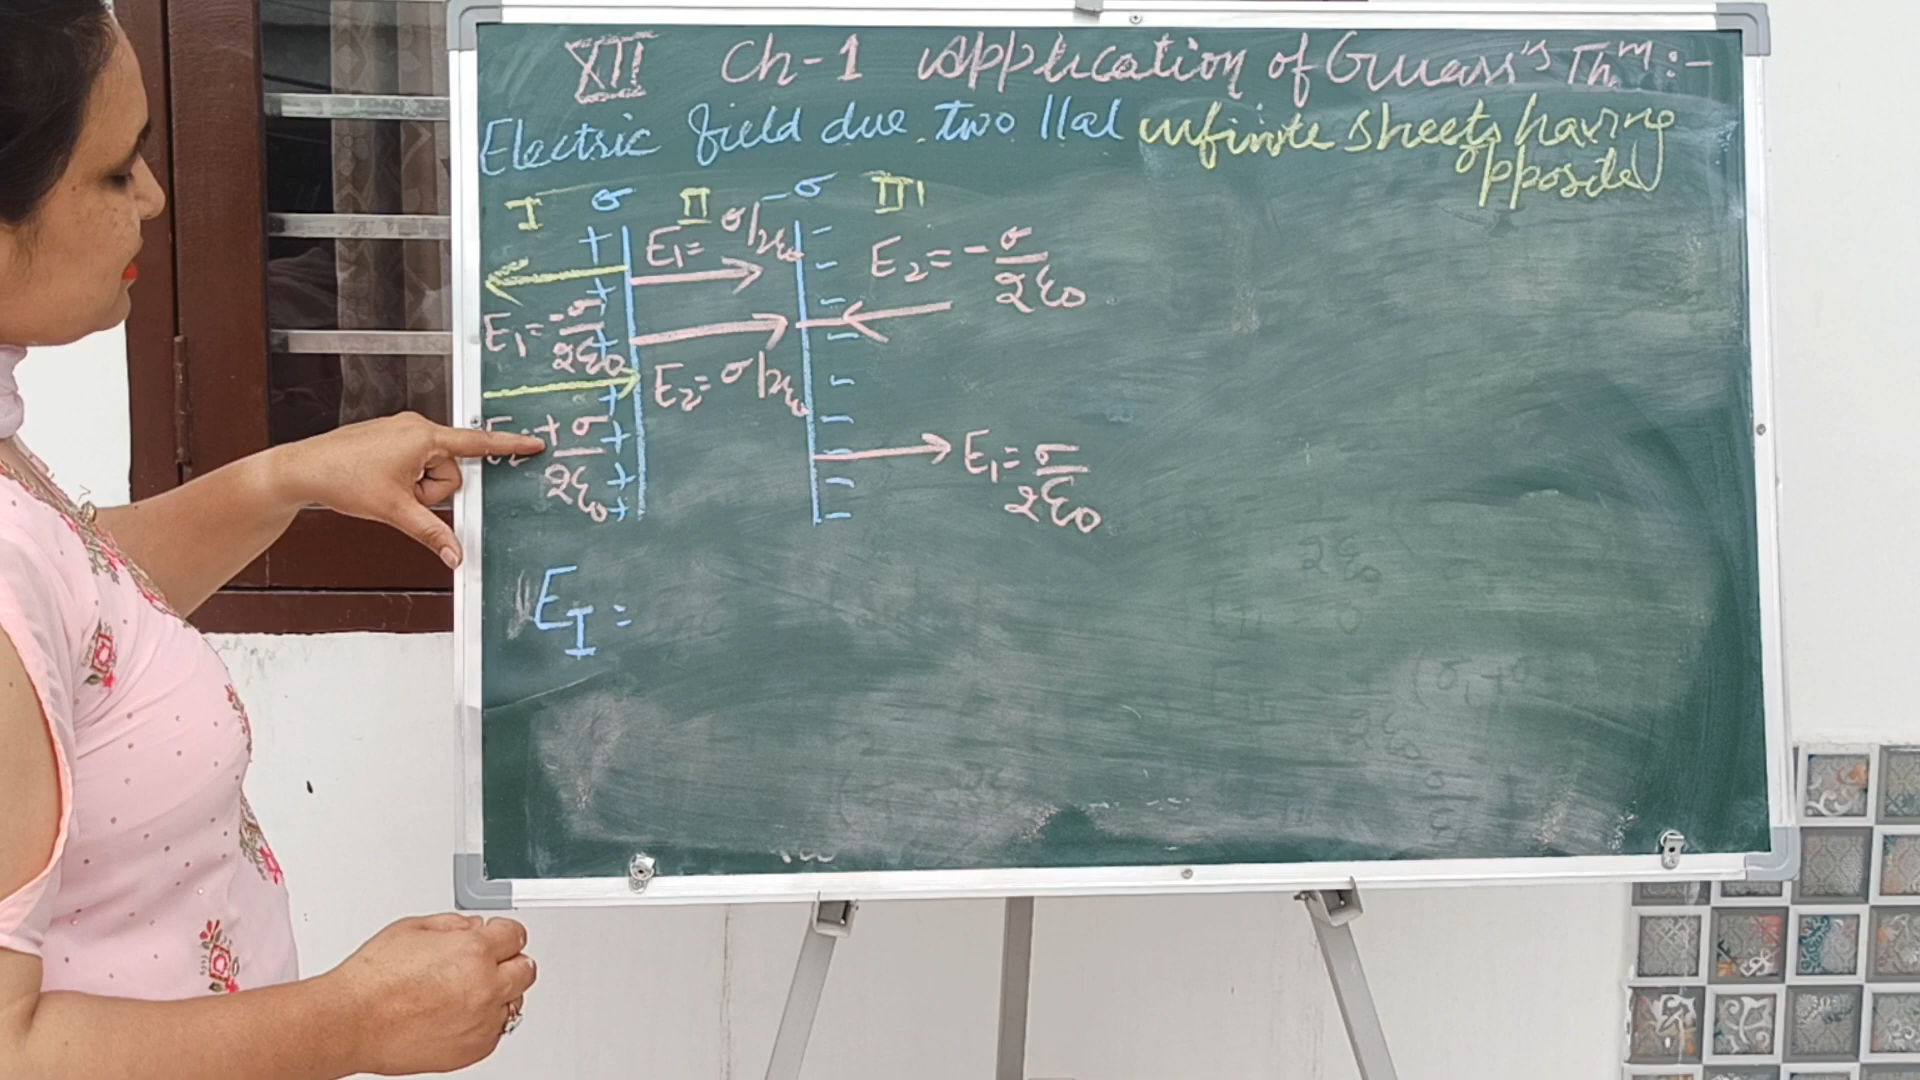 XII Ch-1 Application of Guass's Thm:-
Electric field due two llal infinite sheets having
opposite
I σ II -σ III
E1=σ/2ε0
E2=-σ/2ε0
E1=-σ/2ε0
E2=σ/2ε0
E2=+σ/2ε0
E1=σ/2ε0
EI=